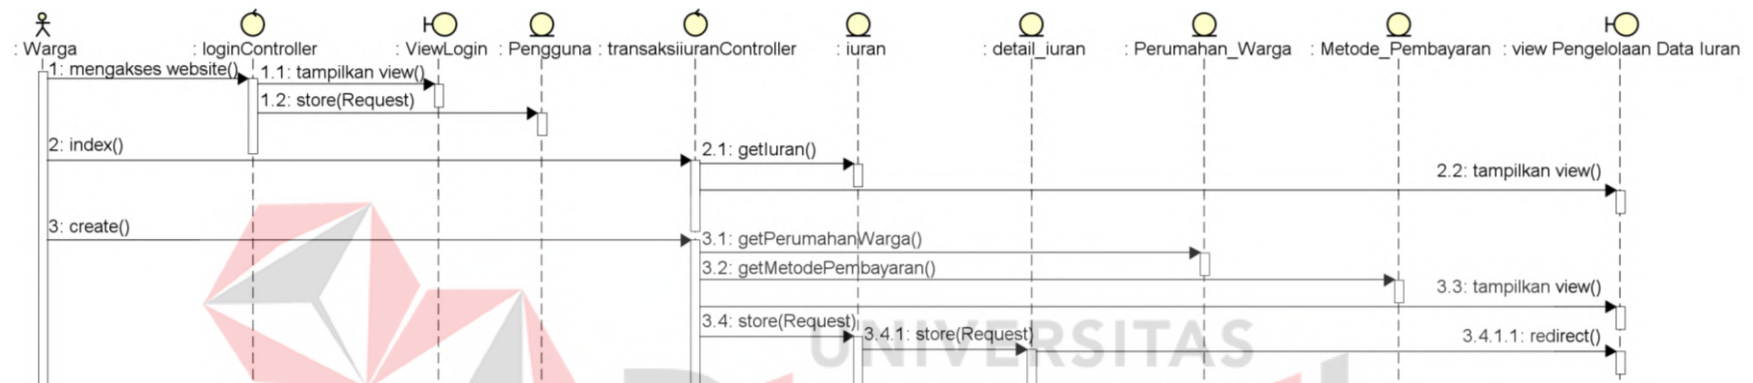 : Warga : loginController : ViewLogin : Pengguna : transaksiiuranController : iuran : detail_iuran : Perumahan_Warga : Metode_Pembayaran : view Pengelolaan Data Iuran
1: mengakses website() 1.1: tampilkan view()
1.2: store(Request)
2: index() 2.1: getIuran()
2.2: tampilkan view()
3: create() 3.1: getPerumahanWarga()
3.2: getMetodePembayaran()
3.3: tampilkan view()
3.4: store(Request) 3.4.1: store(Request) 3.4.1.1: redirect()
UNIVERSITAS